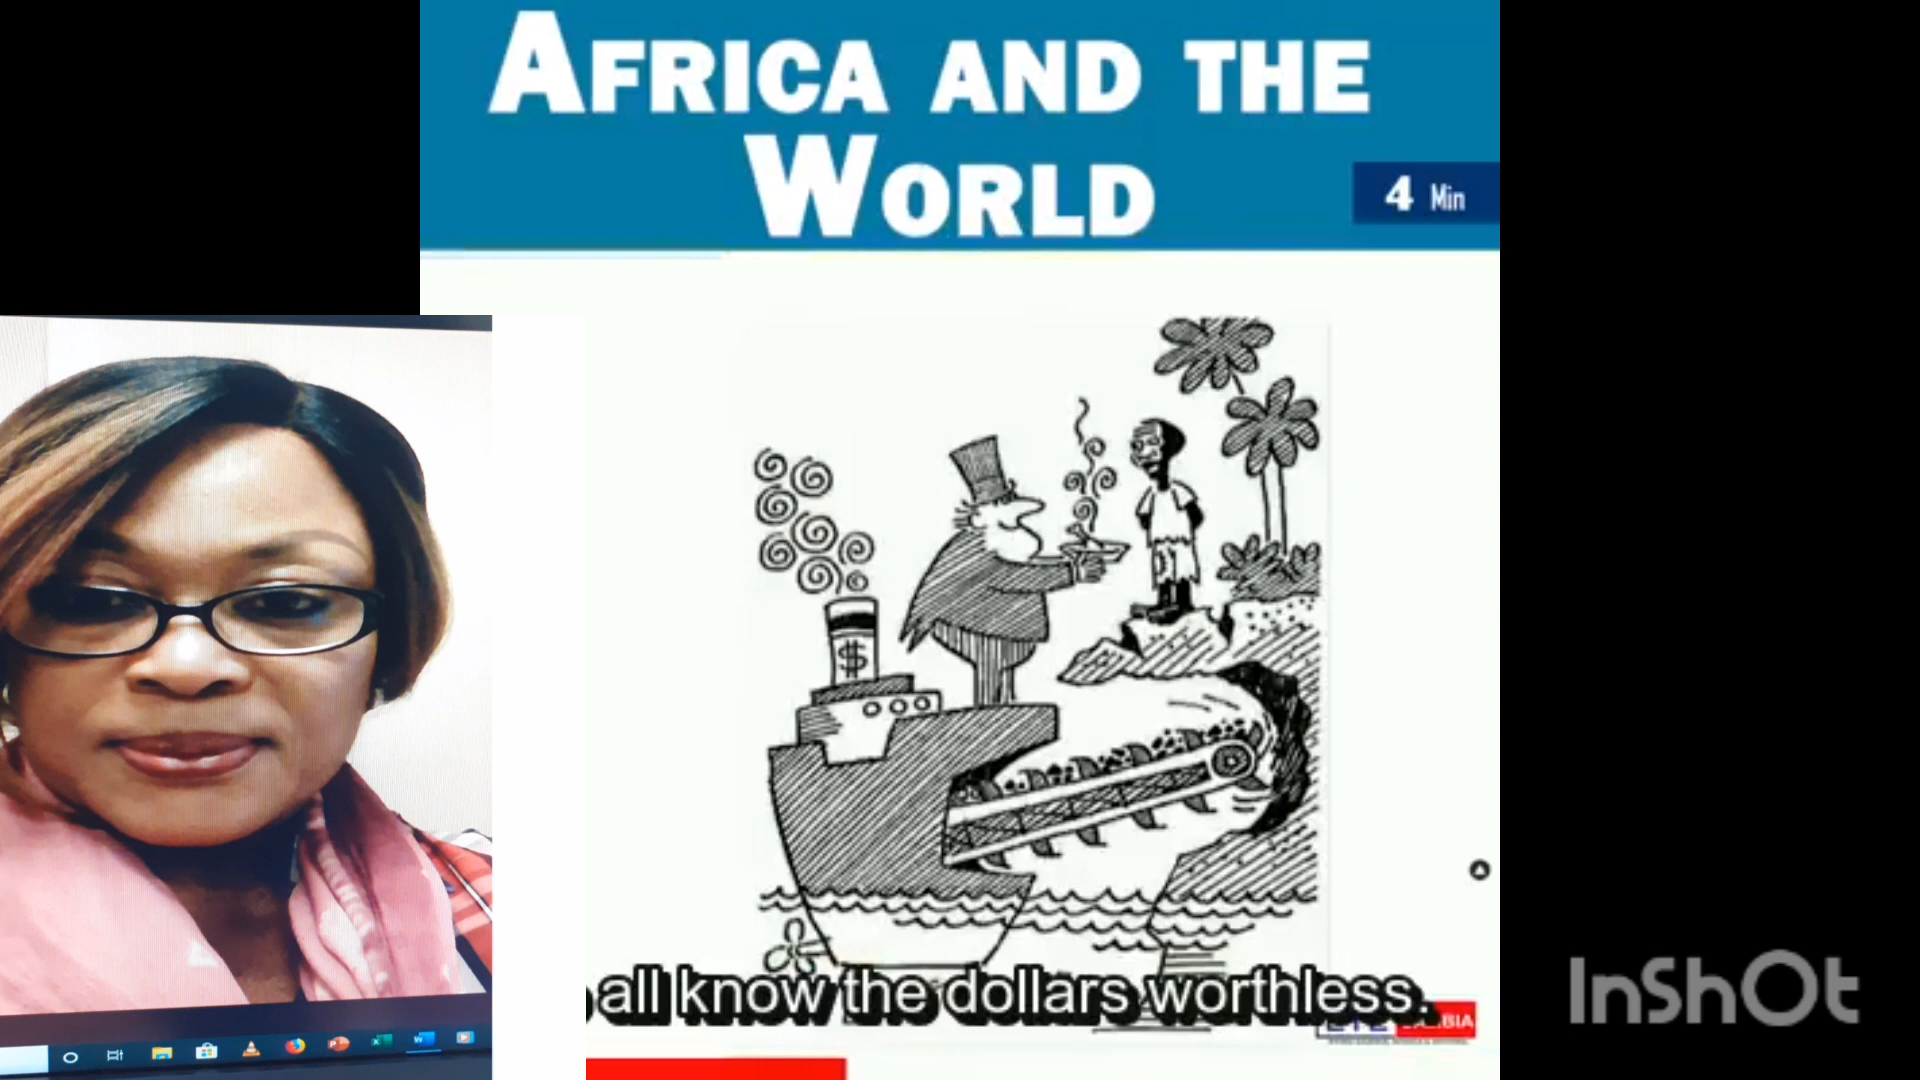 AFRICA AND THE
WORLD
4 Min
$
all know the dollars worthless.
InShOt